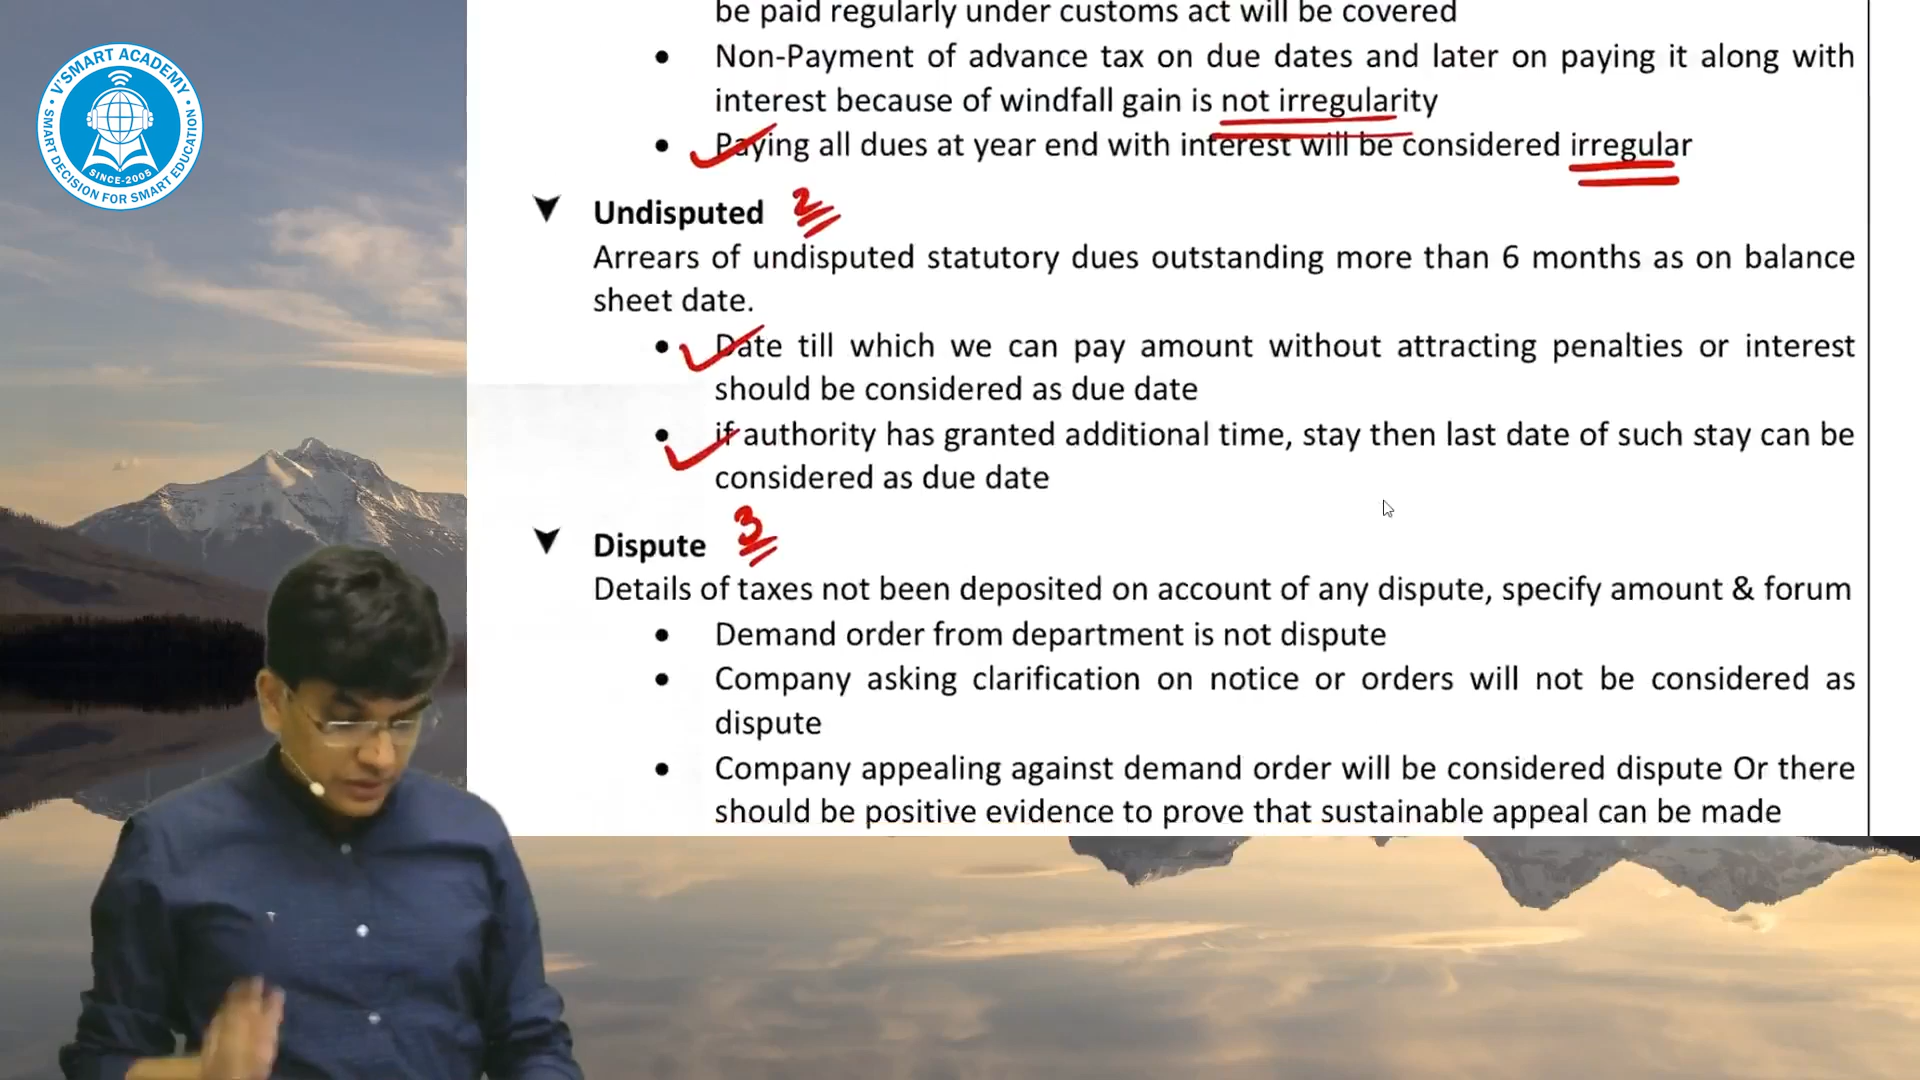 V'SMART ACADEMY
SMART DECISION FOR SMART EDUCATION
SINCE-2005
be paid regularly under customs act will be covered
• Non-Payment of advance tax on due dates and later on paying it along with
interest because of windfall gain is not irregularity
• Paying all dues at year end with interest will be considered irregular
Undisputed 2
Arrears of undisputed statutory dues outstanding more than 6 months as on balance
sheet date.
• Date till which we can pay amount without attracting penalties or interest
should be considered as due date
• if authority has granted additional time, stay then last date of such stay can be
considered as due date
Dispute 3
Details of taxes not been deposited on account of any dispute, specify amount & forum
• Demand order from department is not dispute
• Company asking clarification on notice or orders will not be considered as
dispute
• Company appealing against demand order will be considered dispute Or there
should be positive evidence to prove that sustainable appeal can be made